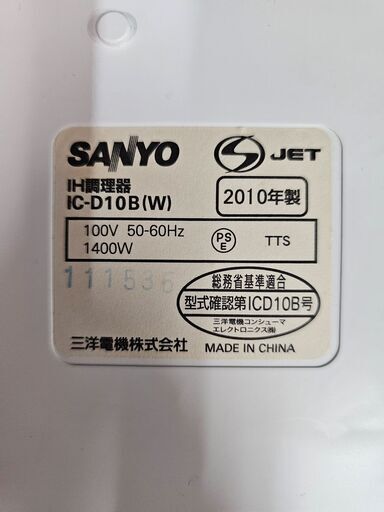 SANYO
S JET
IH調理器
IC-D10B(W)
2010年製
100V 50-60Hz
1400W
PS
E
TTS
111536
総務省基準適合
型式確認第ICD10B号
三洋電機コンシューマ
エレクトロニクス㈱
三洋電機株式会社
MADE IN CHINA